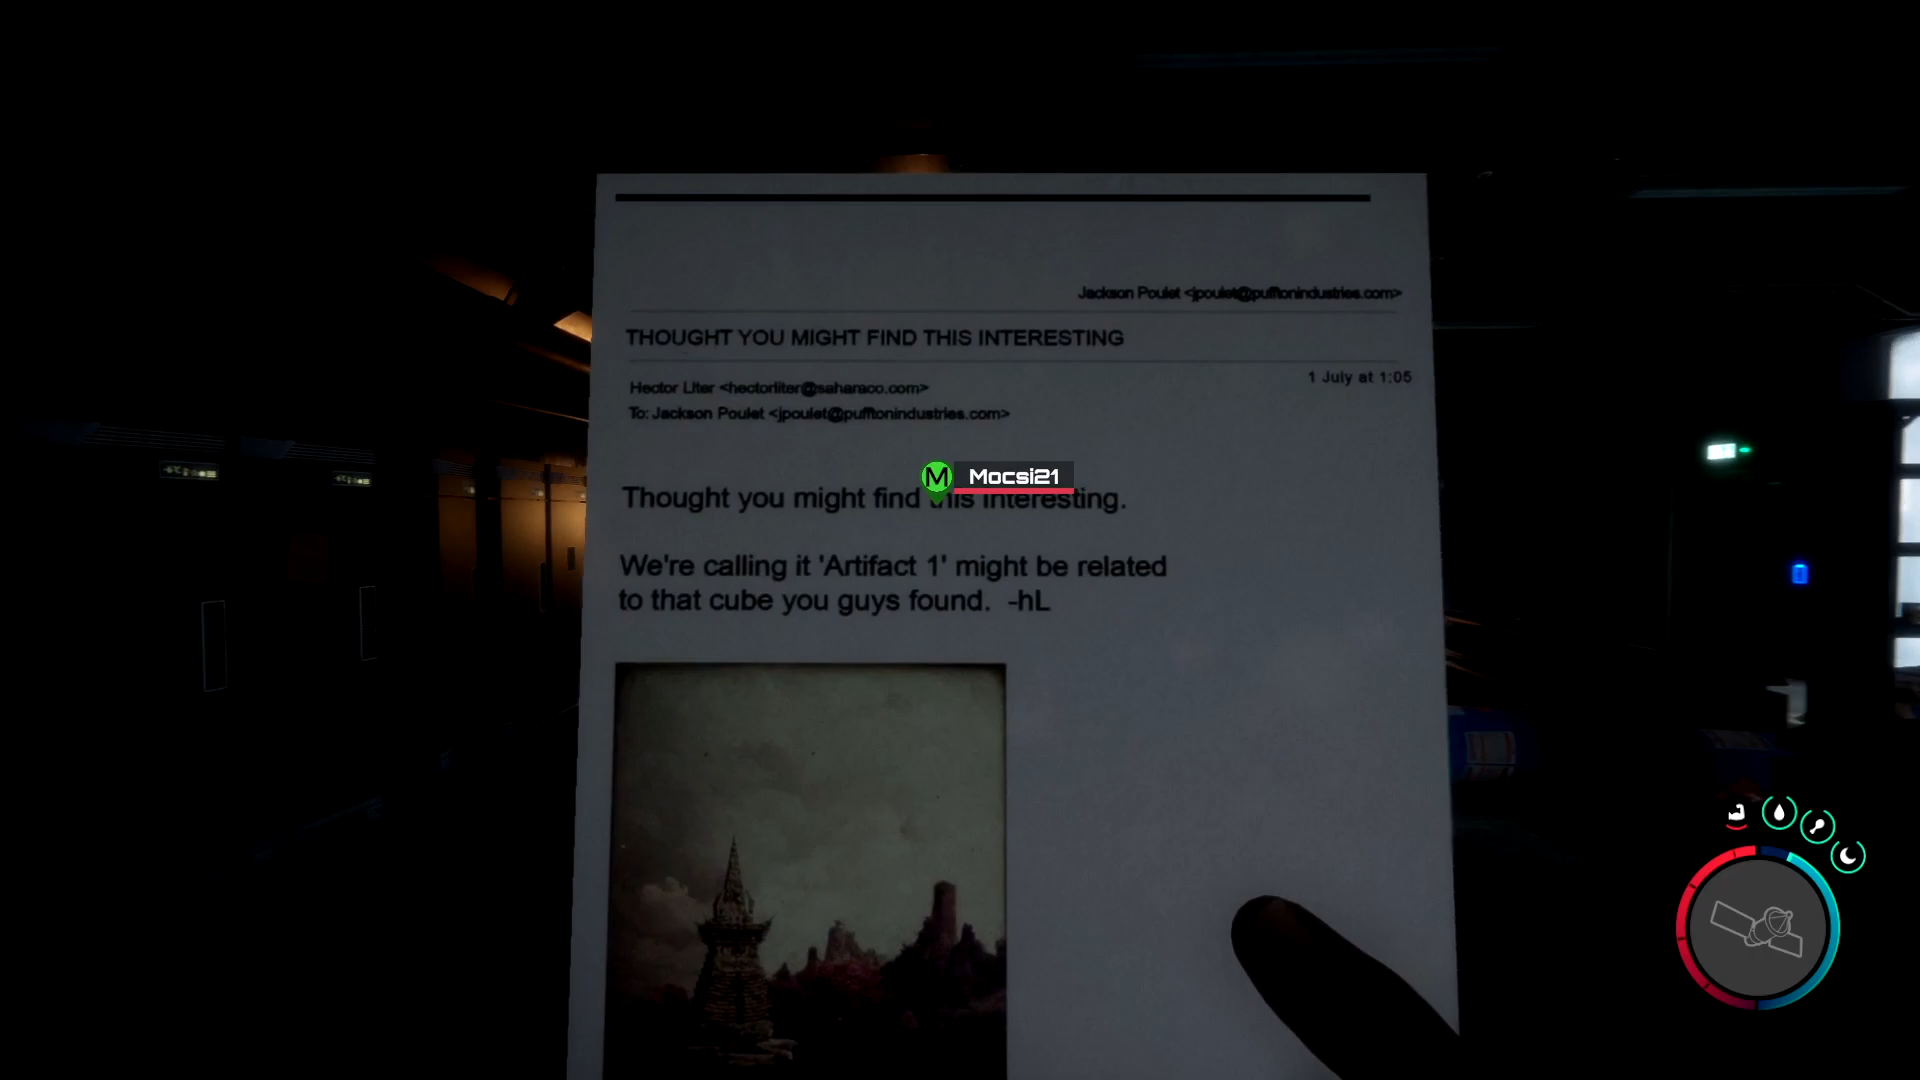 Jackson Poulet <jpoulet@pufftonindustries.com>
THOUGHT YOU MIGHT FIND THIS INTERESTING
Hector Liter <hectorliter@saharaco.com>
1 July at 1:05
To: Jackson Poulet <jpoulet@pufftonindustries.com>
M Mocsi21
Thought you might find this interesting.
We're calling it 'Artifact 1' might be related
to that cube you guys found. -hL